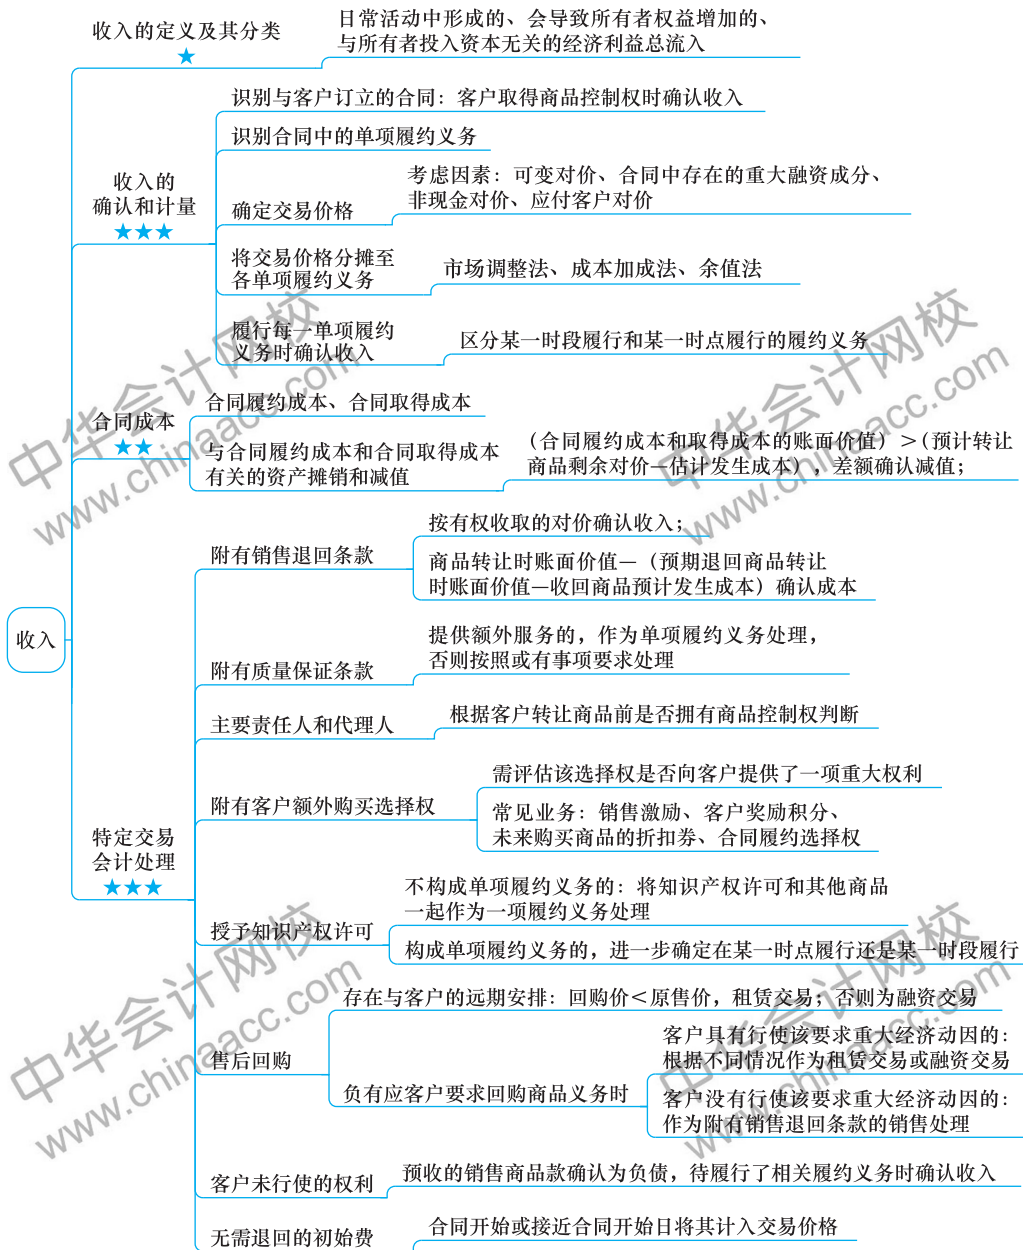 收入的定义及其分类
★
日常活动中形成的、会导致所有者权益增加的、
与所有者投入资本无关的经济利益总流入
识别与客户订立的合同：客户取得商品控制权时确认收入
识别合同中的单项履约义务
收入的
确认和计量
★★★
考虑因素：可变对价、合同中存在的重大融资成分、
非现金对价、应付客户对价
确定交易价格
将交易价格分摊至
各单项履约义务
市场调整法、成本加成法、余值法
履行每一单项履约
义务时确认收入
区分某一时段履行和某一时点履行的履约义务
合同成本
★★
合同履约成本、合同取得成本
与合同履约成本和合同取得成本
有关的资产摊销和减值
（合同履约成本和取得成本的账面价值）＞（预计转让
商品剩余对价—估计发生成本），差额确认减值；
附有销售退回条款
按有权收取的对价确认收入；
商品转让时账面价值—（预期退回商品转让
时账面价值—收回商品预计发生成本）确认成本
收入
附有质量保证条款
提供额外服务的，作为单项履约义务处理，
否则按照或有事项要求处理
主要责任人和代理人
根据客户转让商品前是否拥有商品控制权判断
附有客户额外购买选择权
需评估该选择权是否向客户提供了一项重大权利
常见业务：销售激励、客户奖励积分、
未来购买商品的折扣券、合同履约选择权
特定交易
会计处理
★★★
授予知识产权许可
不构成单项履约义务的：将知识产权许可和其他商品
一起作为一项履约义务处理
构成单项履约义务的，进一步确定在某一时点履行还是某一时段履行
售后回购
存在与客户的远期安排：回购价＜原售价，租赁交易；否则为融资交易
负有应客户要求回购商品义务时
客户具有行使该要求重大经济动因的：
根据不同情况作为租赁交易或融资交易
客户没有行使该要求重大经济动因的：
作为附有销售退回条款的销售处理
客户未行使的权利
预收的销售商品款确认为负债，待履行了相关履约义务时确认收入
无需退回的初始费
合同开始或接近合同开始日将其计入交易价格
中华会计网校
www.chinaacc.com
中华会计网校
www.chinaacc.com
中华会计网校
www.chinaacc.com
中华会计网校
www.chinaacc.com